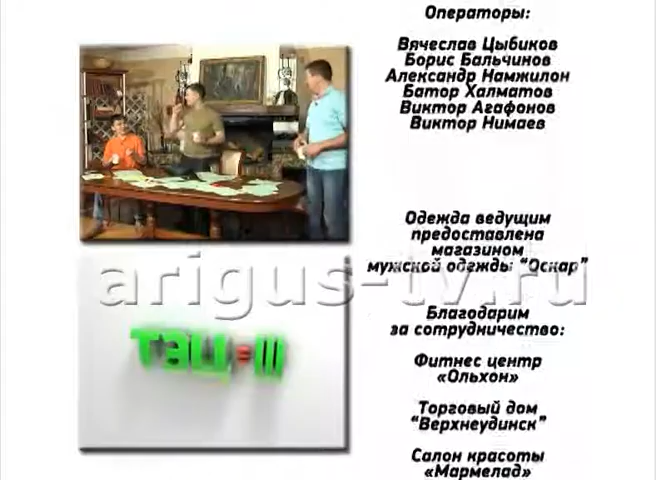 Операторы:
Вячеслав Цыбиков
Борис Бальчинов
Александр Намжилон
Батор Халматов
Виктор Агафонов
Виктор Нимаев
Одежда ведущим
предоставлена
магазином
мужской одежды “Оскар”
arigus-tv.ru
ТЭЦ-III
Благодарим
за сотрудничество:
Фитнес центр
«Ольхон»
Торговый дом
“Верхнеудинск”
Салон красоты
«Мармелад»